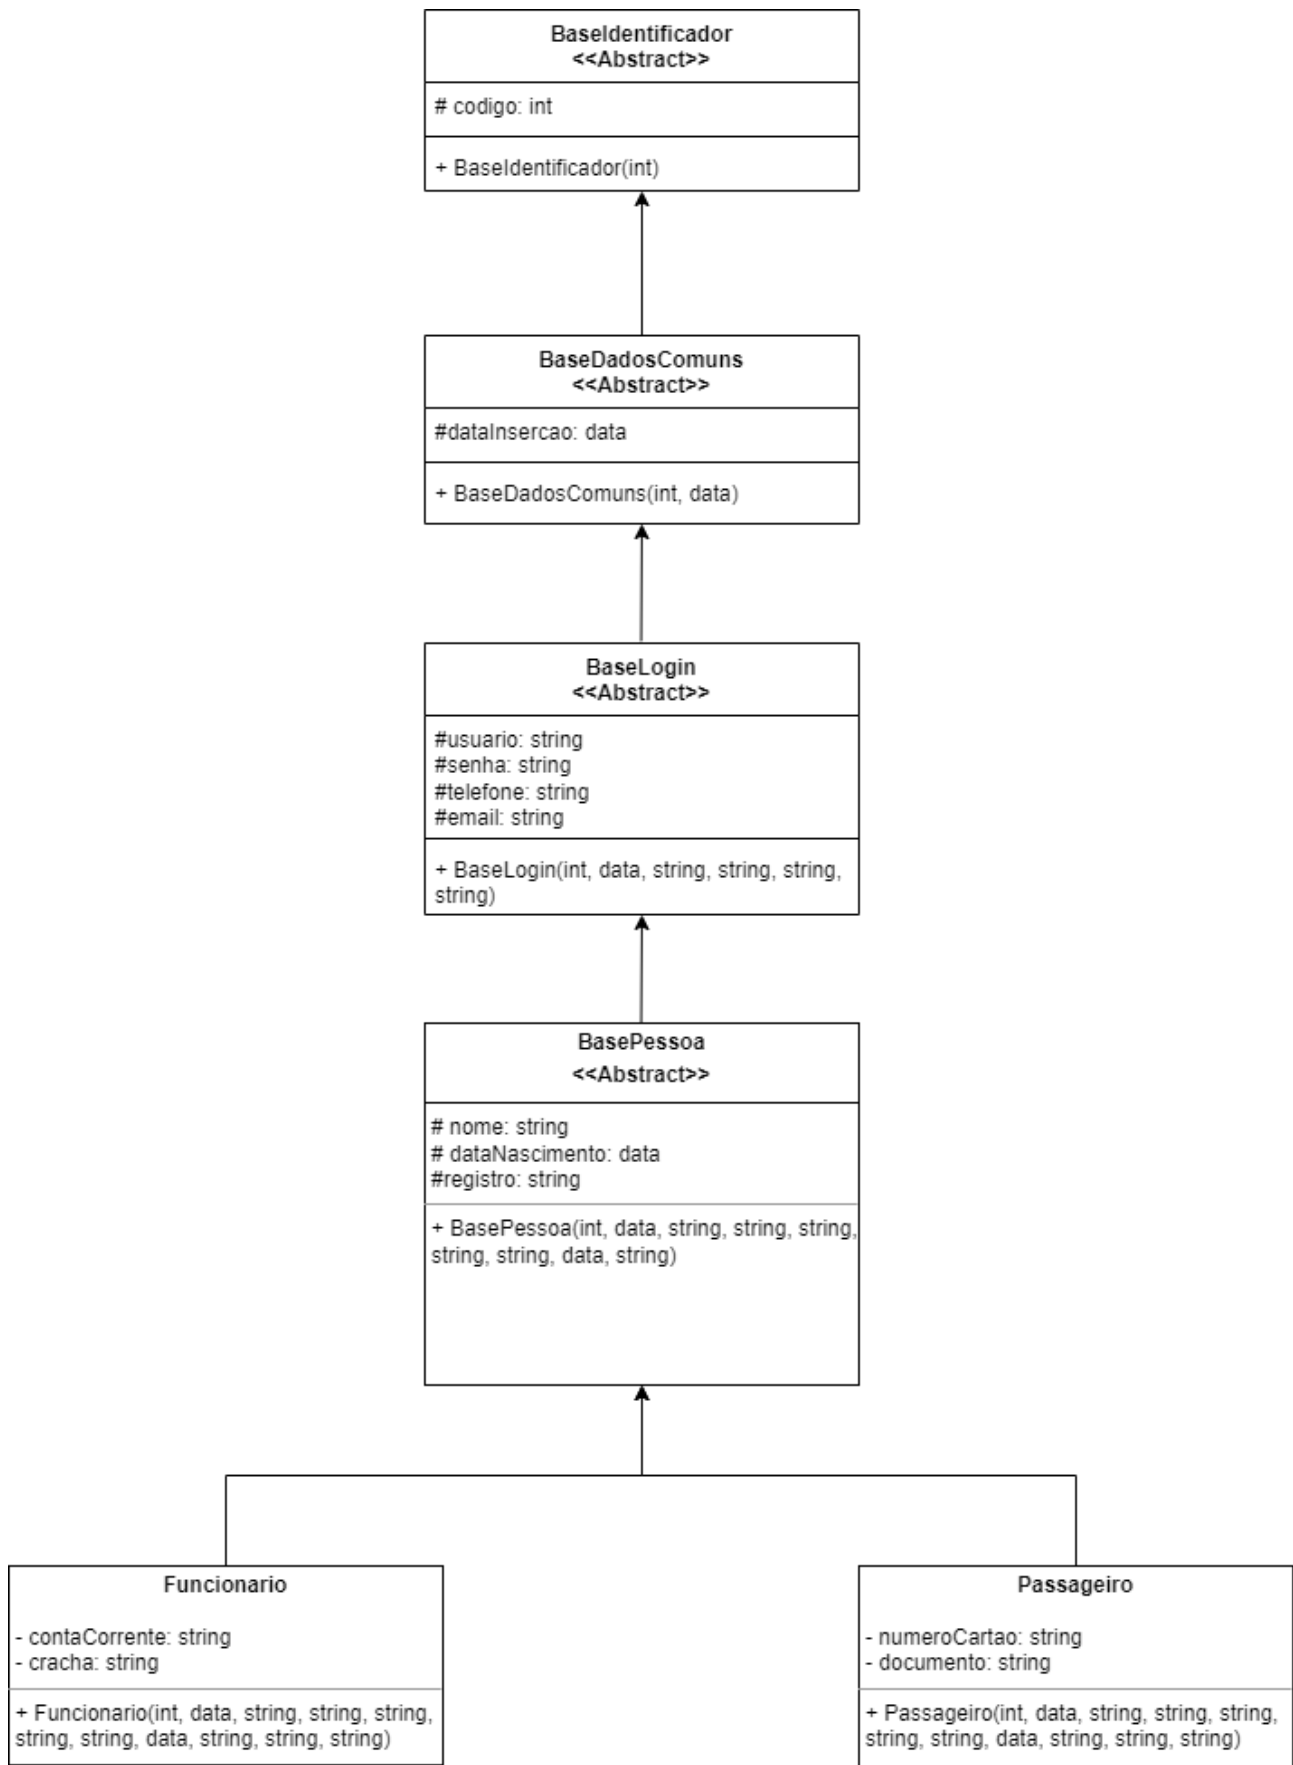 BaseIdentificador
<<Abstract>>
# codigo: int
+ BaseIdentificador(int)
BaseDadosComuns
<<Abstract>>
#dataInsercao: data
+ BaseDadosComuns(int, data)
BaseLogin
<<Abstract>>
#usuario: string
#senha: string
#telefone: string
#email: string
+ BaseLogin(int, data, string, string, string,
string)
BasePessoa
<<Abstract>>
# nome: string
# dataNascimento: data
#registro: string
+ BasePessoa(int, data, string, string, string,
string, string, data, string)
Funcionario
- contaCorrente: string
- cracha: string
+ Funcionario(int, data, string, string, string,
string, string, data, string, string, string)
Passageiro
- numeroCartao: string
- documento: string
+ Passageiro(int, data, string, string, string,
string, string, data, string, string, string)